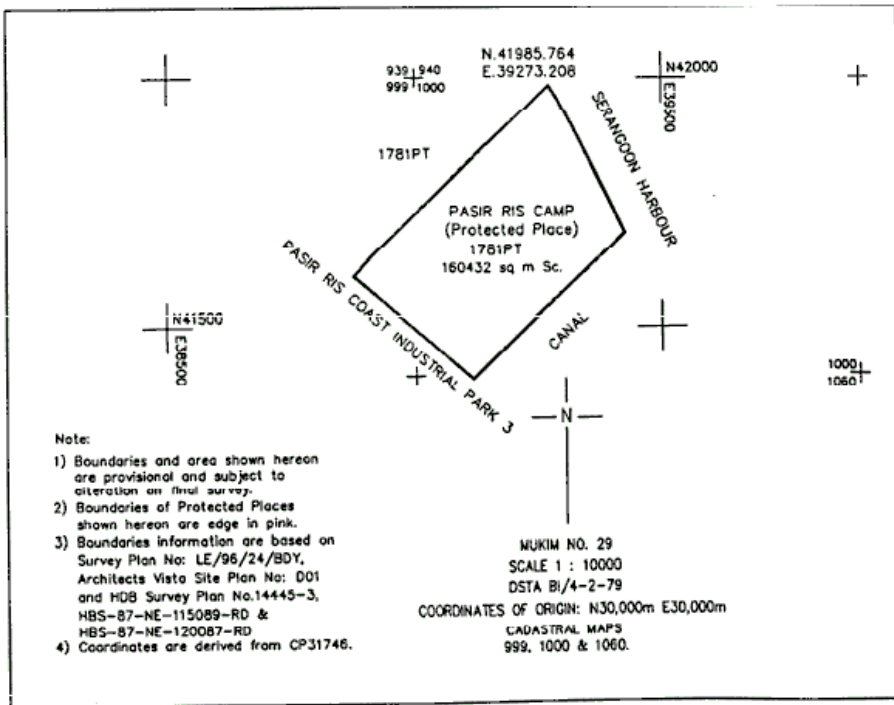 N.41985.764
E.39273.208
939 940
999 1000
N42000
E39500
SERANGOON HARBOUR
1781PT
PASIR RIS CAMP
(Protected Place)
1781PT
160432 sq m Sc.
PASIR RIS COAST INDUSTRIAL PARK 3
CANAL
N41500
E38500
1000
1060
N
Note:
1) Boundaries and area shown hereon
are provisional and subject to
alteration on final survey.
2) Boundaries of Protected Places
shown hereon are edge in pink.
3) Boundaries information are based on
Survey Plan No: LE/96/24/BDY,
Architects Vista Site Plan No: D01
and HDB Survey Plan No.14445-3,
HBS-87-NE-115089-RD &
HBS-87-NE-120087-RD
4) Coordinates are derived from CP31746.
MUKIM NO. 29
SCALE 1 : 10000
DSTA BI/4-2-79
COORDINATES OF ORIGIN: N30,000m E30,000m
CADASTRAL MAPS
999, 1000 & 1060.